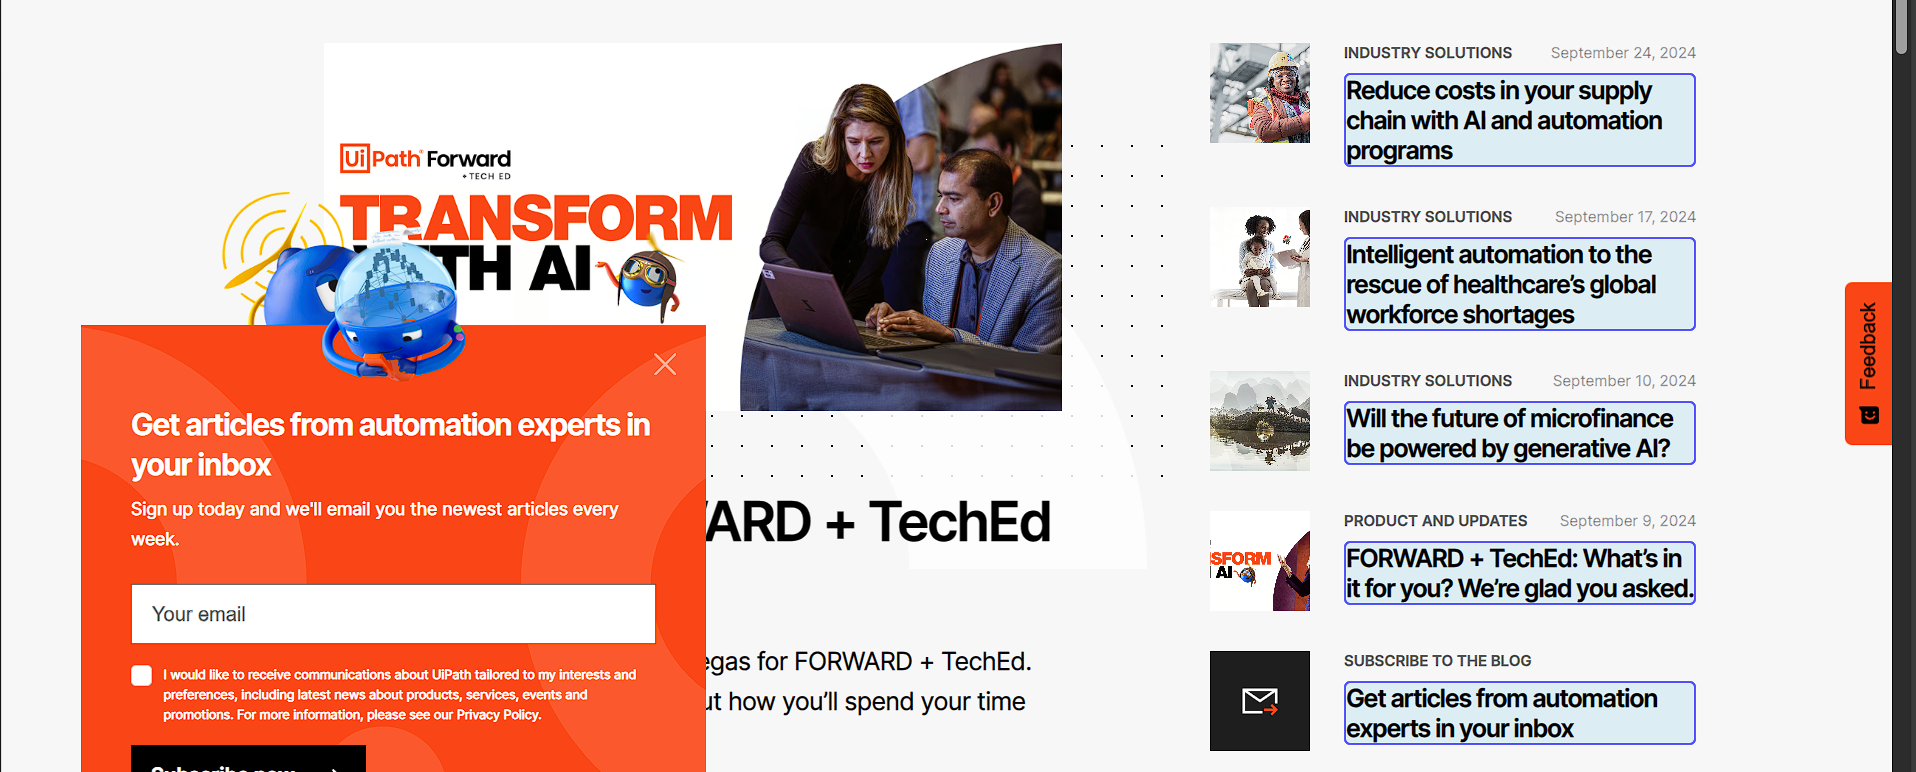 UiPath Forward
+ TECH ED
TRANSFORM
TH AI
Get articles from automation experts in
your inbox
Sign up today and we'll email you the newest articles every
week.
Your email
I would like to receive communications about UiPath tailored to my interests and
preferences, including latest news about products, services, events and
promotions. For more information, please see our Privacy Policy.
Subscribe now
WARD + TechEd
egas for FORWARD + TechEd.
ut how you’ll spend your time
INDUSTRY SOLUTIONS September 24, 2024
Reduce costs in your supply
chain with AI and automation
programs
INDUSTRY SOLUTIONS September 17, 2024
Intelligent automation to the
rescue of healthcare’s global
workforce shortages
INDUSTRY SOLUTIONS September 10, 2024
Will the future of microfinance
be powered by generative AI?
SFORM
AI
PRODUCT AND UPDATES September 9, 2024
FORWARD + TechEd: What’s in
it for you? We’re glad you asked.
SUBSCRIBE TO THE BLOG
Get articles from automation
experts in your inbox
Feedback